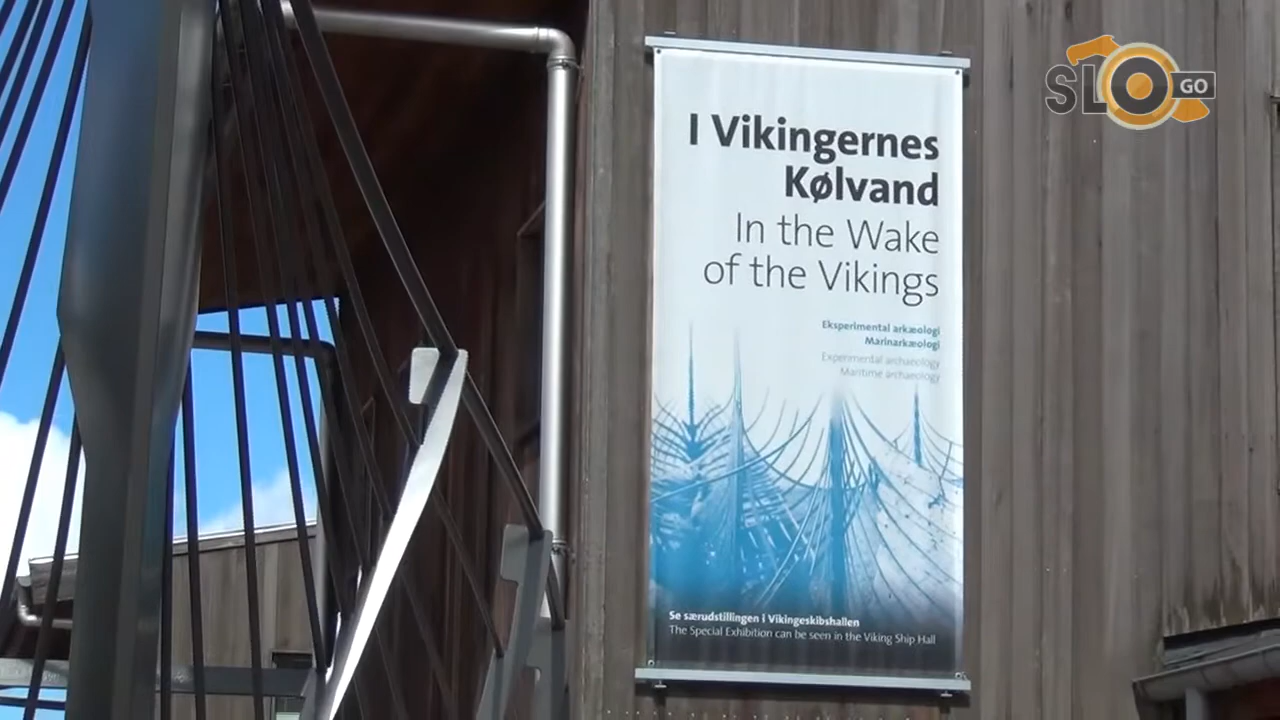 SLO
GO
I Vikingernes
Kølvand
In the Wake
of the Vikings
Eksperimental arkæologi
Marinarkæologi
Experimental archaeology
Maritime archaeology
Se særudstillingen i Vikingeskibshallen
The Special Exhibition can be seen in the Viking Ship Hall